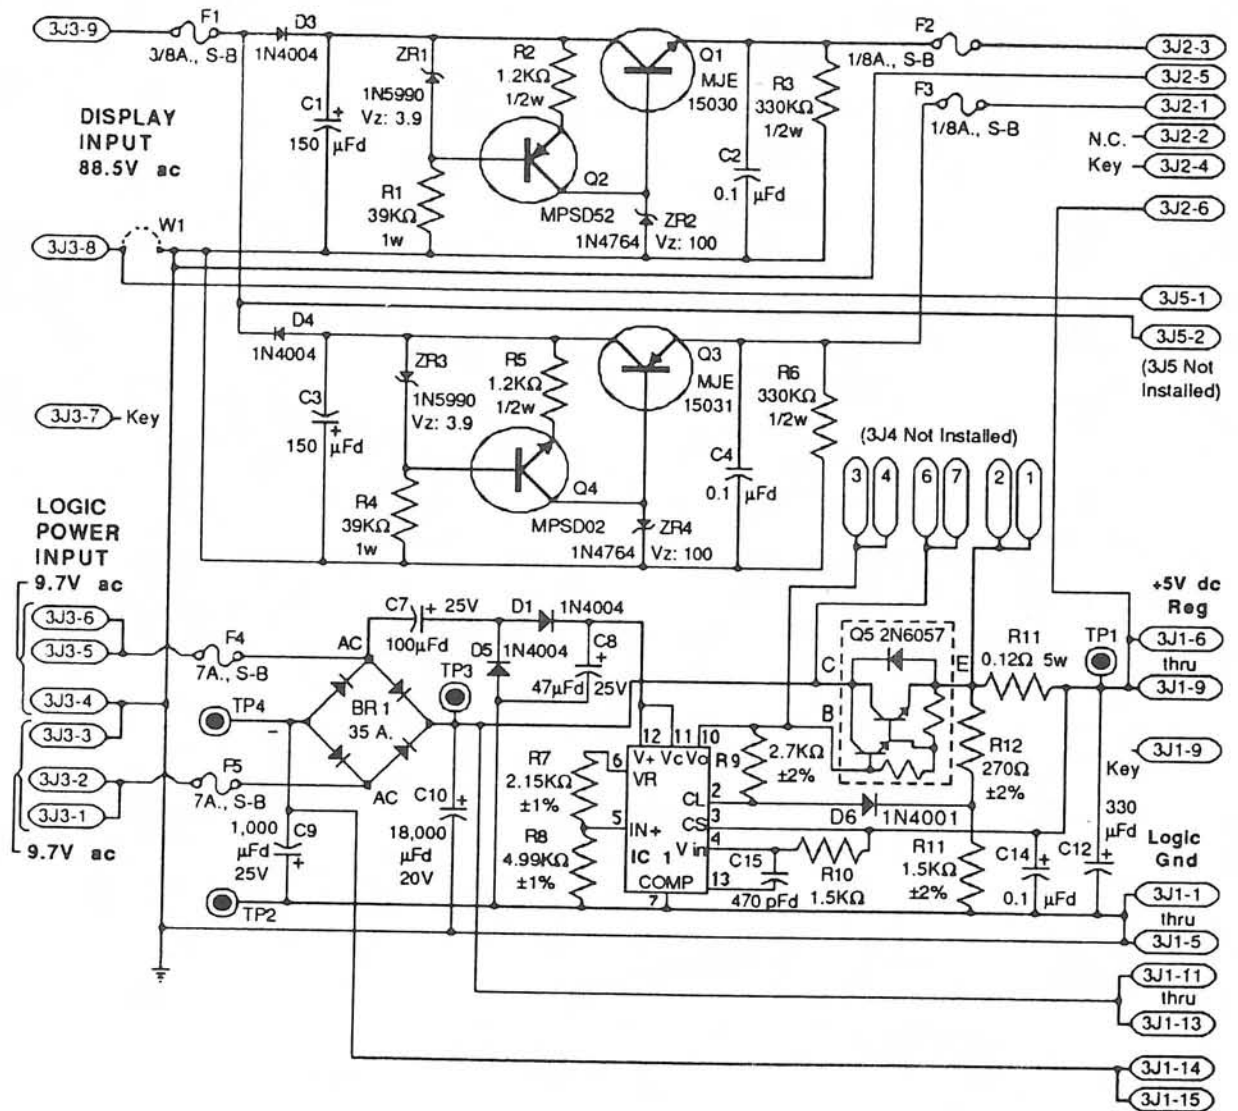 3J3-9
F1
3/8A., S-B
D3
1N4004
ZR1
1N5990
Vz: 3.9
R2
1.2KΩ
1/2w
Q1
MJE
15030
R3
330KΩ
1/2w
F2
1/8A., S-B
3J2-3
3J2-5
F3
1/8A., S-B
3J2-1
N.C.
3J2-2
Key
3J2-4
3J2-6
DISPLAY
INPUT
88.5V ac
C1
+
150 µFd
R1
39KΩ
1w
Q2
MPSD52
ZR2
1N4764 Vz: 100
C2
0.1 µFd
3J3-8
W1
3J5-1
3J5-2
(3J5 Not
Installed)
D4
1N4004
ZR3
1N5990
Vz: 3.9
R5
1.2KΩ
1/2w
Q3
MJE
15031
R6
330KΩ
1/2w
C3
+
150 µFd
3J3-7
Key
R4
39KΩ
1w
Q4
MPSD02
ZR4
1N4764 Vz: 100
C4
0.1 µFd
(3J4 Not Installed)
3 4 6 7 2 1
LOGIC
POWER
INPUT
9.7V ac
3J3-6
3J3-5
F4
7A., S-B
3J3-4
3J3-3
3J3-2
F5
7A., S-B
3J3-1
9.7V ac
AC
BR 1
35 A.
AC
TP4
–
TP3
+
TP2
C7 + 25V
100µFd
D1 1N4004
D5
1N4004
C8
+
47µFd
25V
C9
1,000
µFd
25V
+
C10
+
18,000
µFd
20V
R7
2.15KΩ
±1%
R8
4.99KΩ
±1%
12 11 10
V+ Vc Vo
6
VR
5
IN+
IC 1
COMP
7
2
CL
3
CS
4
V in
13
R9
2.7KΩ
±2%
D6
1N4001
C15
470 pFd
R10
1.5KΩ
Q5 2N6057
C
B
E
R11
0.12Ω 5w
R12
270Ω
±2%
R11
1.5KΩ
±2%
C14
+
0.1 µFd
C12
+
330
µFd
TP1
+5V dc
Reg
3J1-6
thru
3J1-9
Key
3J1-9
Logic
Gnd
3J1-1
thru
3J1-5
3J1-11
thru
3J1-13
3J1-14
3J1-15